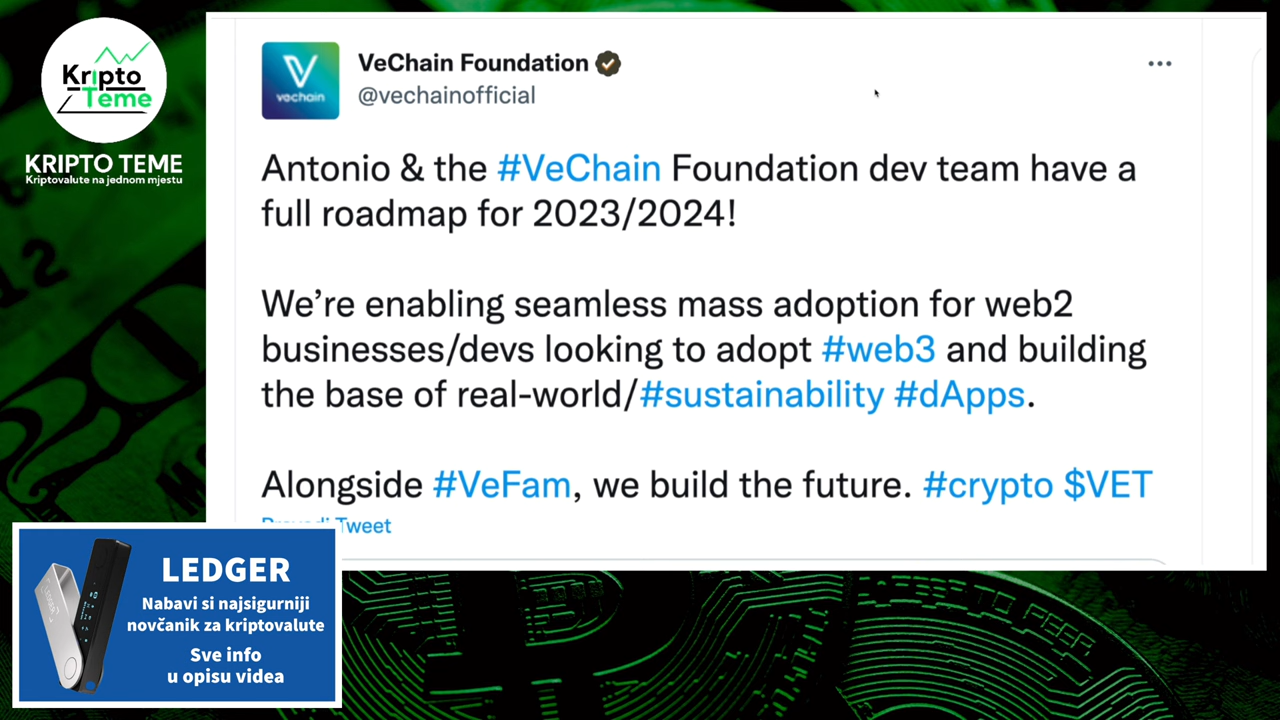 Kripto
Teme
KRIPTO TEME
Kriptovalute na jednom mjestu
VeChain Foundation
@vechainofficial
vechain
Antonio & the #VeChain Foundation dev team have a
full roadmap for 2023/2024!
We’re enabling seamless mass adoption for web2
businesses/devs looking to adopt #web3 and building
the base of real-world/#sustainability #dApps.
Alongside #VeFam, we build the future. #crypto $VET
Tweet
LEDGER
Nabavi si najsigurniji
novčanik za kriptovalute
Sve info
u opisu videa
LEDGER